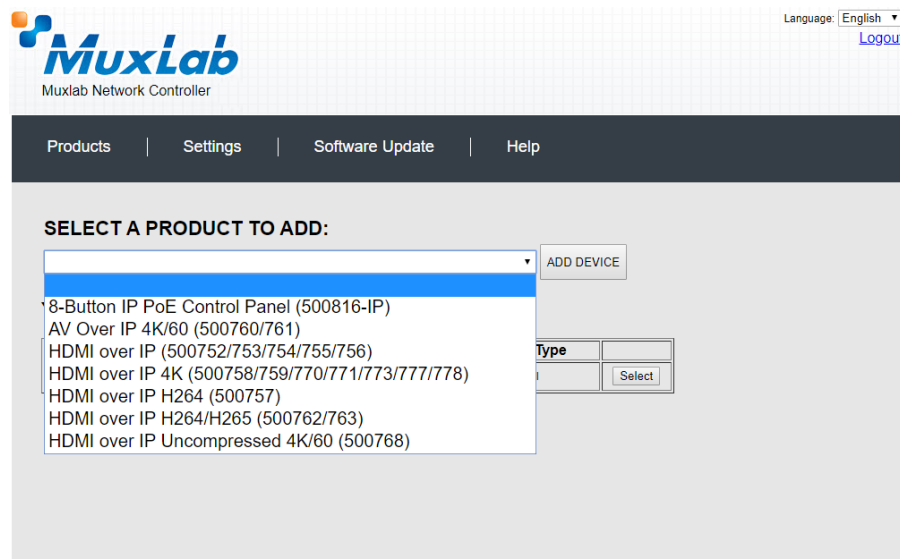 Language: English
Logout
MuxLab
Muxlab Network Controller
Products | Settings | Software Update | Help
SELECT A PRODUCT TO ADD:
ADD DEVICE
8-Button IP PoE Control Panel (500816-IP)
AV Over IP 4K/60 (500760/761)
HDMI over IP (500752/753/754/755/756)
Type
HDMI over IP 4K (500758/759/770/771/773/777/778)
Select
HDMI over IP H264 (500757)
HDMI over IP H264/H265 (500762/763)
HDMI over IP Uncompressed 4K/60 (500768)